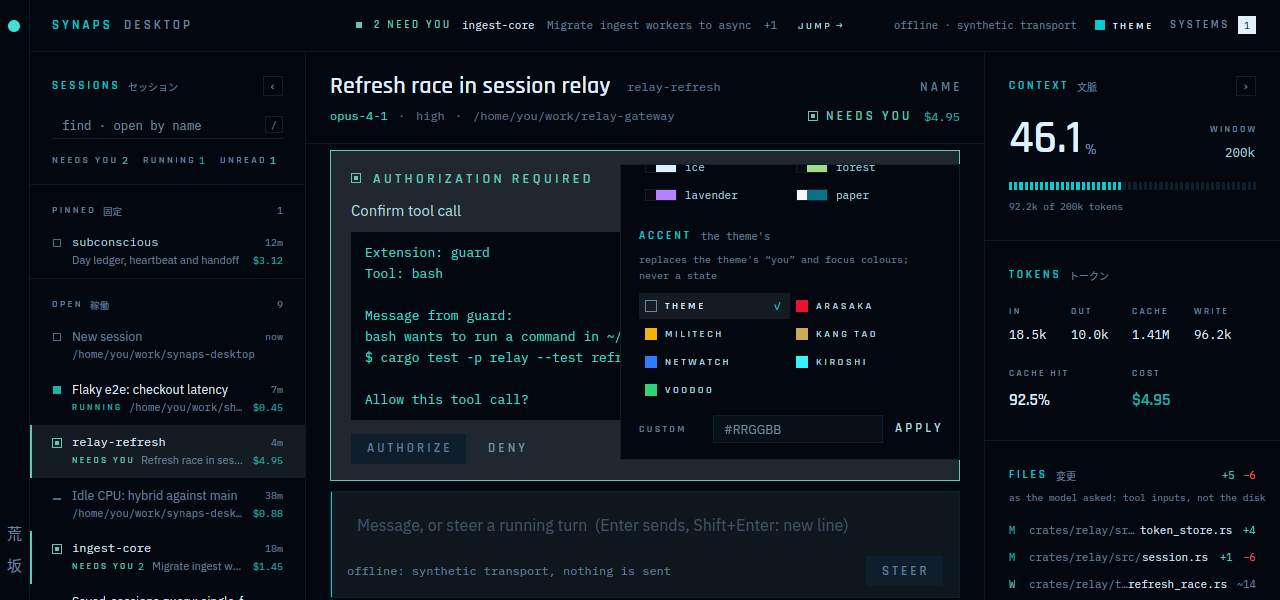 SYNAPS DESKTOP
2 NEED YOU ingest-core Migrate ingest workers to async +1 JUMP →
offline · synthetic transport THEME SYSTEMS 1
SESSIONS セッション ‹
find · open by name /
NEEDS YOU 2 RUNNING 1 UNREAD 1
PINNED 固定 1
subconscious 12m
Day ledger, heartbeat and handoff $3.12
OPEN 稼働 9
New session now
/home/you/work/synaps-desktop
Flaky e2e: checkout latency 7m
RUNNING /home/you/work/sh… $0.45
relay-refresh 4m
NEEDS YOU Refresh race in ses… $4.95
Idle CPU: hybrid against main 38m
/home/you/work/synaps-desk… $0.88
ingest-core 18m
NEEDS YOU 2 Migrate ingest w… $1.45
荒
坂
Refresh race in session relay relay-refresh NAME
opus-4-1 · high · /home/you/work/relay-gateway NEEDS YOU $4.95
AUTHORIZATION REQUIRED
Confirm tool call
Extension: guard
Tool: bash
Message from guard:
bash wants to run a command in ~/
$ cargo test -p relay --test refr
Allow this tool call?
AUTHORIZE DENY
ice forest
lavender paper
ACCENT the theme's
replaces the theme's “you” and focus colours;
never a state
THEME ✓ ARASAKA
MILITECH KANG TAO
NETWATCH KIROSHI
VOODOO
CUSTOM #RRGGBB APPLY
Message, or steer a running turn (Enter sends, Shift+Enter: new line)
offline: synthetic transport, nothing is sent STEER
CONTEXT 文脈 ›
46.1% WINDOW
200k
92.2k of 200k tokens
TOKENS トークン
IN OUT CACHE WRITE
18.5k 10.0k 1.41M 96.2k
CACHE HIT COST
92.5% $4.95
FILES 変更 +5 −6
as the model asked: tool inputs, not the disk
M crates/relay/sr… token_store.rs +4
M crates/relay/src/session.rs +1 −6
W crates/relay/t…refresh_race.rs ~14